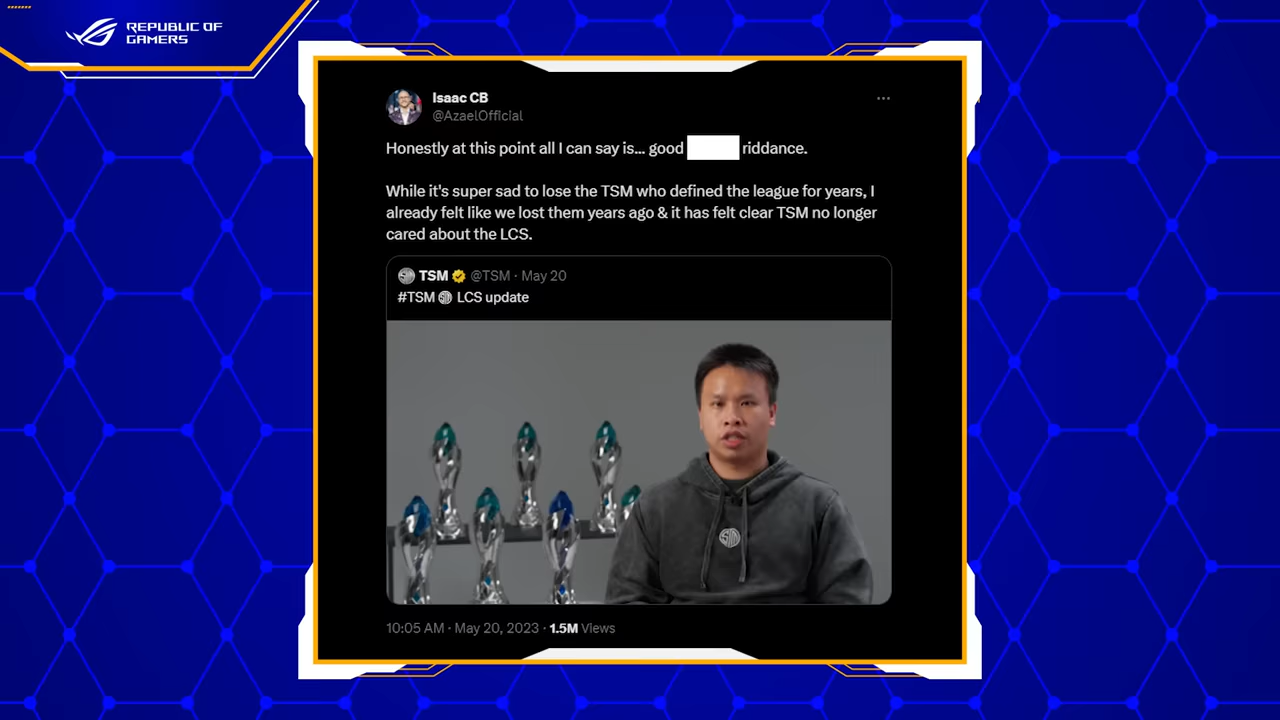 REPUBLIC OF
GAMERS
Isaac CB
@AzaelOfficial
Honestly at this point all I can say is... good riddance.
While it's super sad to lose the TSM who defined the league for years, I
already felt like we lost them years ago & it has felt clear TSM no longer
cared about the LCS.
TSM @TSM · May 20
#TSM LCS update
TSM
10:05 AM · May 20, 2023 · 1.5M Views